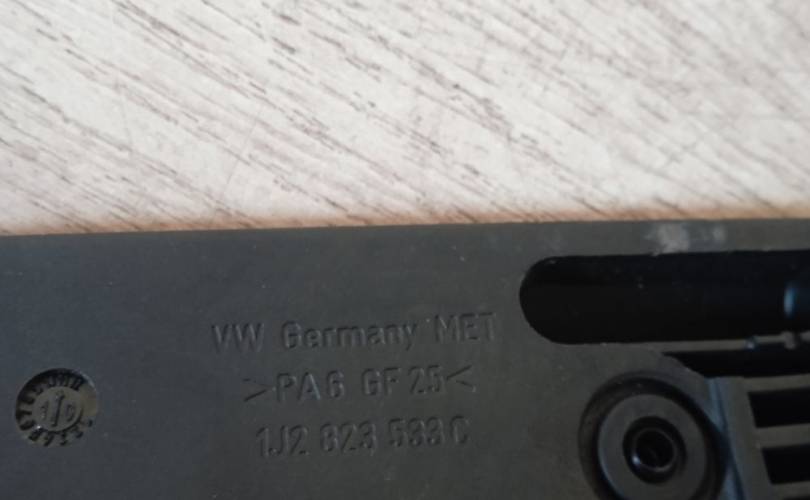 VW Germany MET
>PA6 GF25<
1J2 823 533 C